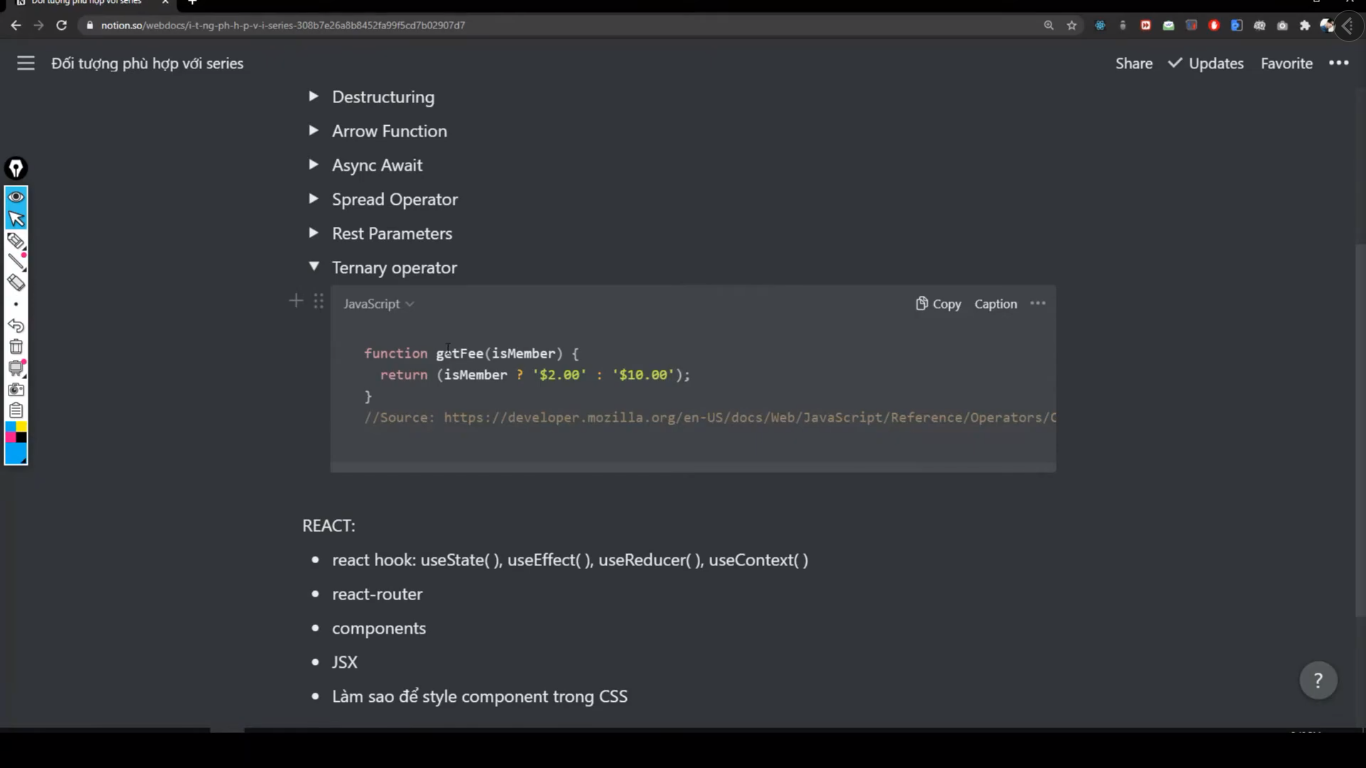 Đối tượng phù hợp với series
notion.so/webdocs/i-t-ng-ph-h-p-v-i-series-308b7e26a8b8452fa99f5cd7b02907d7
Đối tượng phù hợp với series
Share
Updates
Favorite
Destructuring
Arrow Function
Async Await
Spread Operator
Rest Parameters
Ternary operator
JavaScript
Copy
Caption
function getFee(isMember) {
return (isMember ? '$2.00' : '$10.00');
}
//Source: https://developer.mozilla.org/en-US/docs/Web/JavaScript/Reference/Operators/
REACT:
react hook: useState( ), useEffect( ), useReducer( ), useContext( )
react-router
components
JSX
Làm sao để style component trong CSS
?